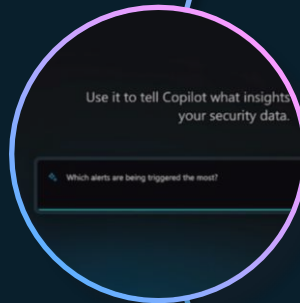 Use it to tell Copilot what insights
your security data.
Which alerts are being triggered the most?